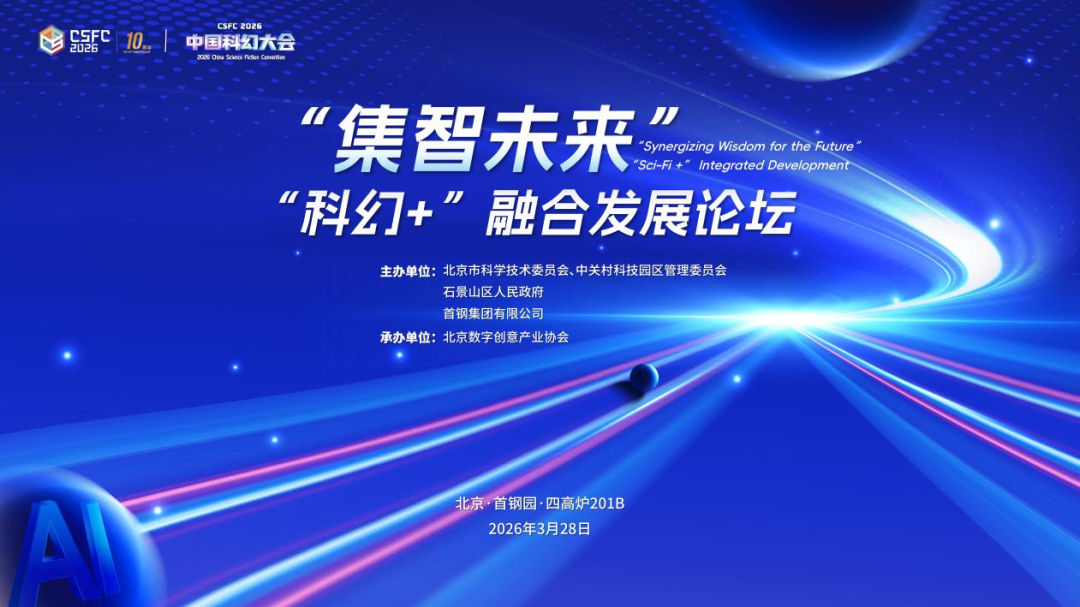 CSFC
2026
10周年
CSFC 2026
中国科幻大会
2026 China Science Fiction Convention
“集智未来”
“Synergizing Wisdom for the Future”
“Sci-Fi +” Integrated Development
“科幻+”融合发展论坛
主办单位：北京市科学技术委员会、中关村科技园区管理委员会
石景山区人民政府
首钢集团有限公司
承办单位：北京数字创意产业协会
北京·首钢园·四高炉201B
2026年3月28日
AI